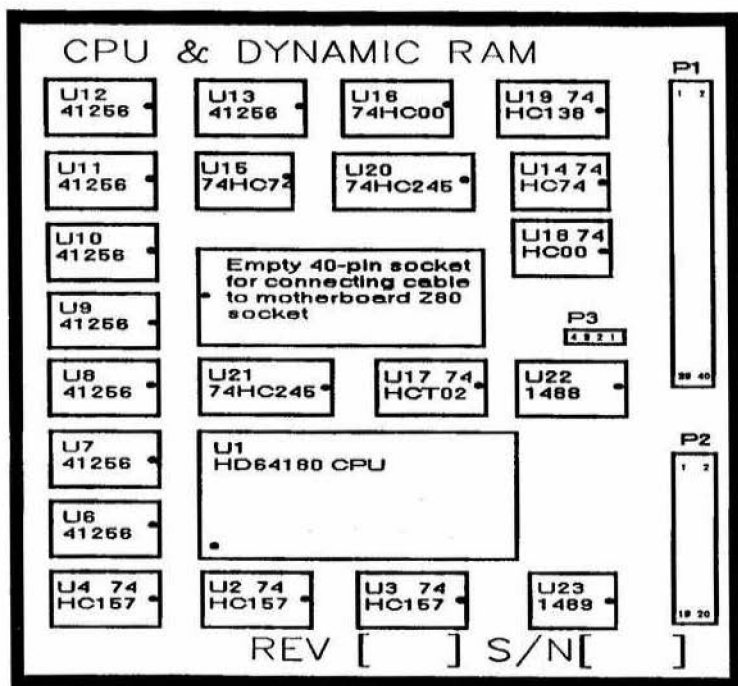 CPU & DYNAMIC RAM
P1
1 2
U12
41256
U13
41256
U16
74HC00
U19 74
HC138
U11
41256
U15
74HC74
U20
74HC245
U14 74
HC74
U10
41256
U18 74
HC00
Empty 40-pin socket
for connecting cable
to motherboard Z80
socket
U9
41256
P3
4 3 2 1
U8
41256
U21
74HC245
U17 74
HCT02
U22
1488
39 40
U7
41256
U1
HD64180 CPU
P2
1 2
U6
41256
U4 74
HC157
U2 74
HC157
U3 74
HC157
U23
1489
19 20
REV [ ] S/N[ ]